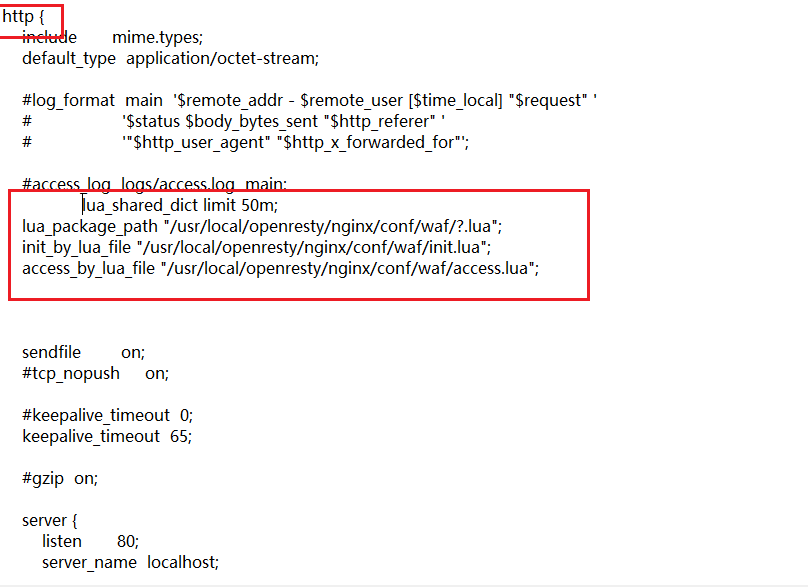 http {
include mime.types;
default_type application/octet-stream;
#log_format main '$remote_addr - $remote_user [$time_local] "$request" '
# '$status $body_bytes_sent "$http_referer" '
# '"$http_user_agent" "$http_x_forwarded_for"';
#access_log logs/access.log main;
lua_shared_dict limit 50m;
lua_package_path "/usr/local/openresty/nginx/conf/waf/?.lua";
init_by_lua_file "/usr/local/openresty/nginx/conf/waf/init.lua";
access_by_lua_file "/usr/local/openresty/nginx/conf/waf/access.lua";
sendfile on;
#tcp_nopush on;
#keepalive_timeout 0;
keepalive_timeout 65;
#gzip on;
server {
listen 80;
server_name localhost;